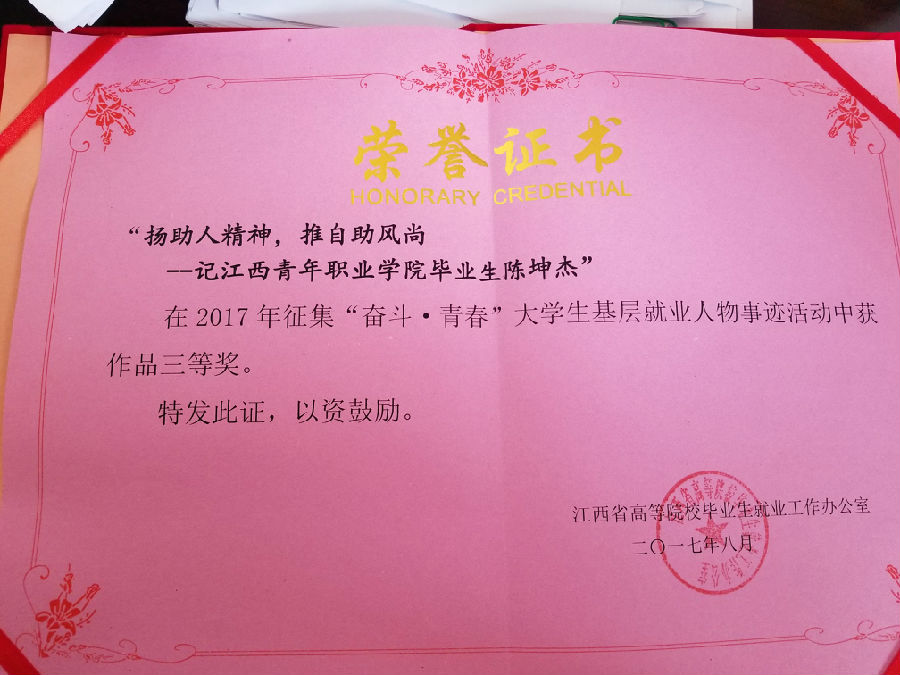 荣誉证书
HONORARY CREDENTIAL
“扬助人精神，推自助风尚
--记江西青年职业学院毕业生陈坤杰”
在2017年征集“奋斗·青春”大学生基层就业人物事迹活动中获
作品三等奖。
特发此证，以资鼓励。
江西省高等院校毕业生就业工作办公室
二〇一七年八月